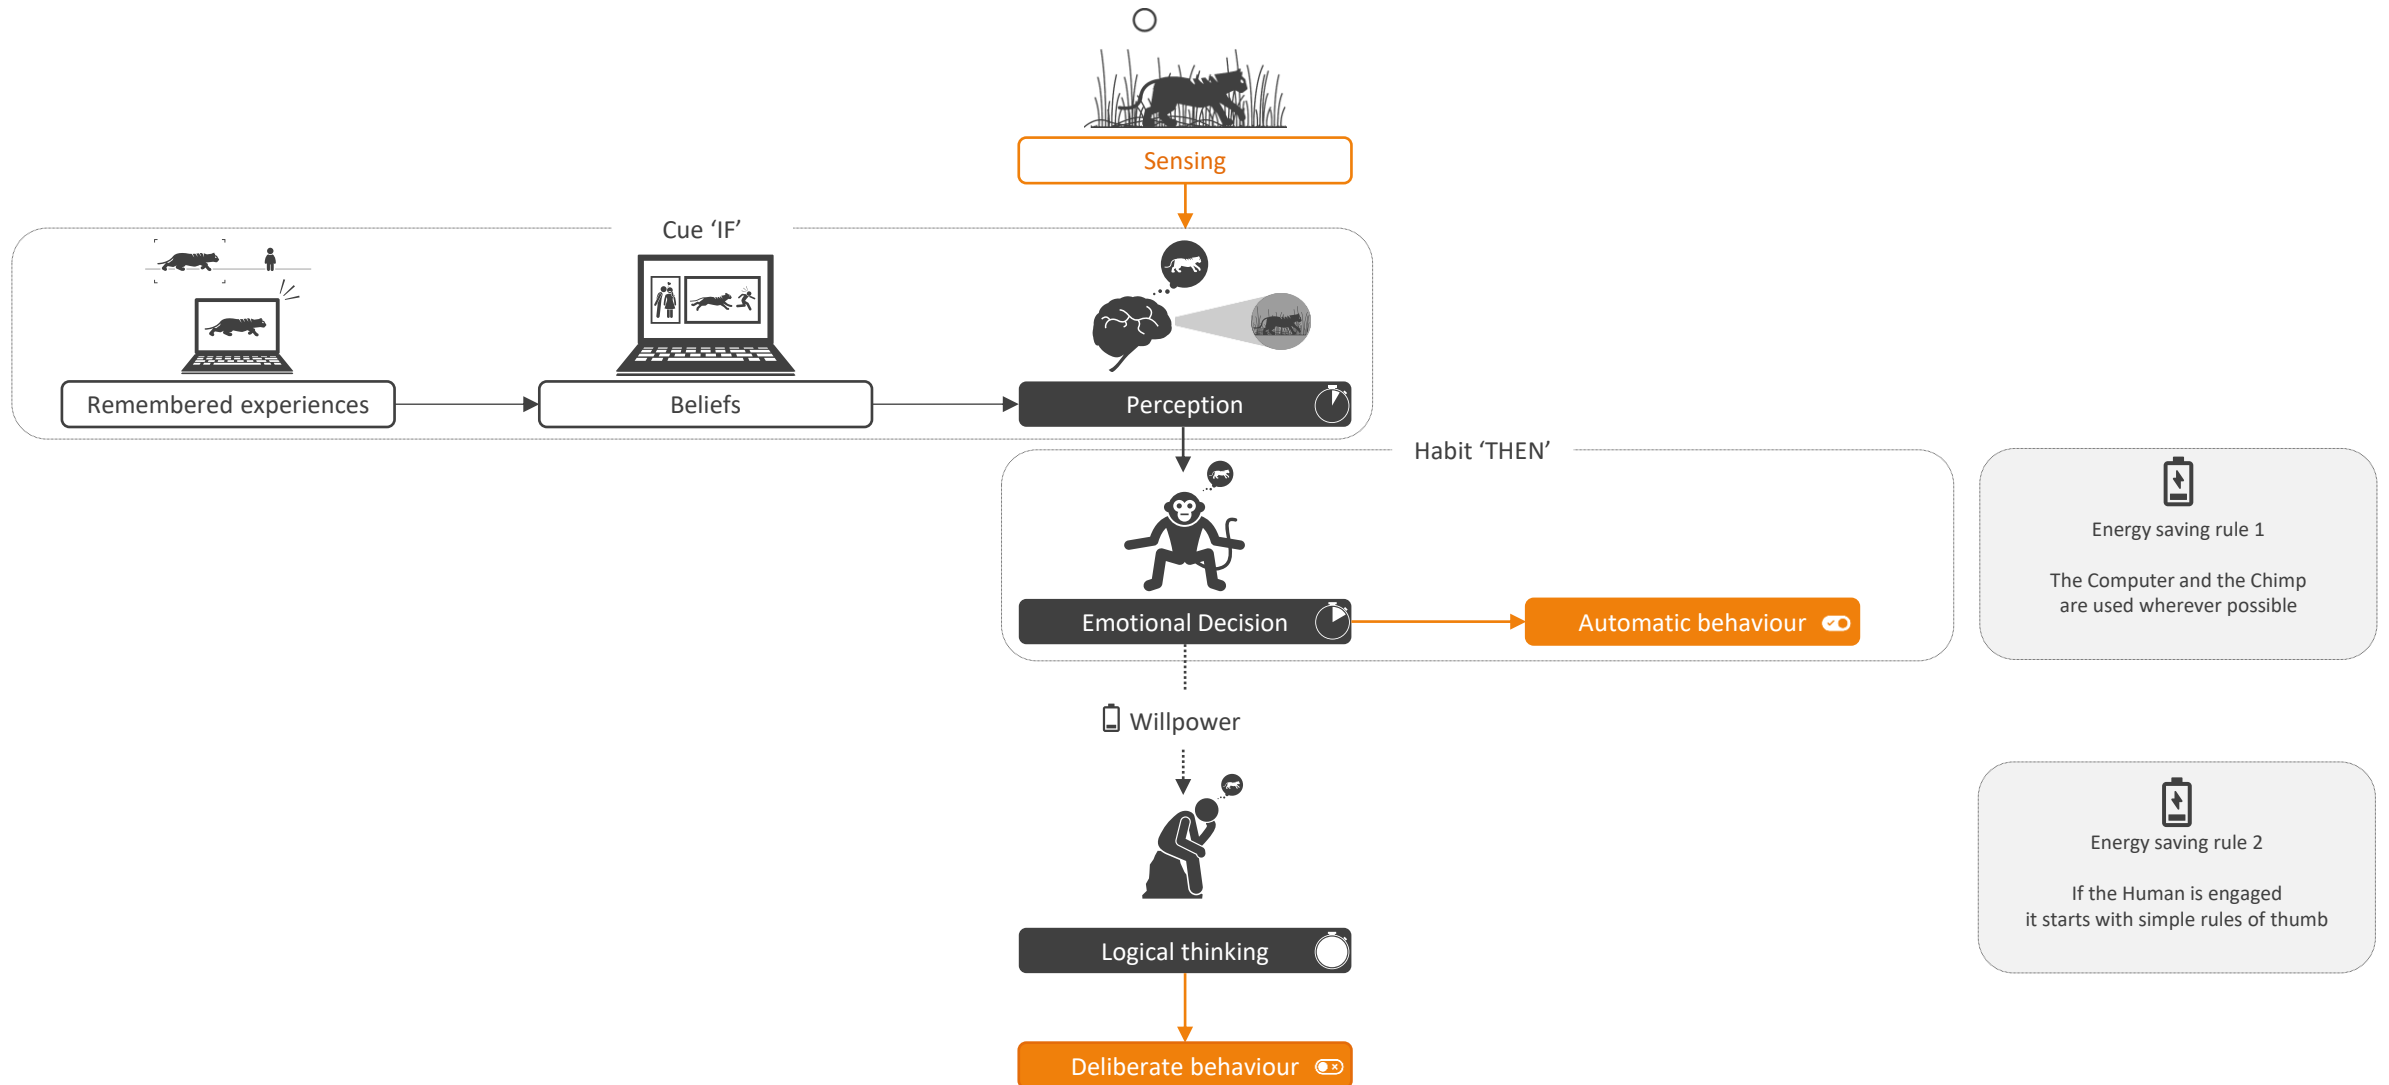 Sensing
Cue ‘IF’
Remembered experiences
Beliefs
Perception
Habit ‘THEN’
Emotional Decision
Automatic behaviour
Energy saving rule 1
The Computer and the Chimp
are used wherever possible
Willpower
Energy saving rule 2
If the Human is engaged
it starts with simple rules of thumb
Logical thinking
Deliberate behaviour